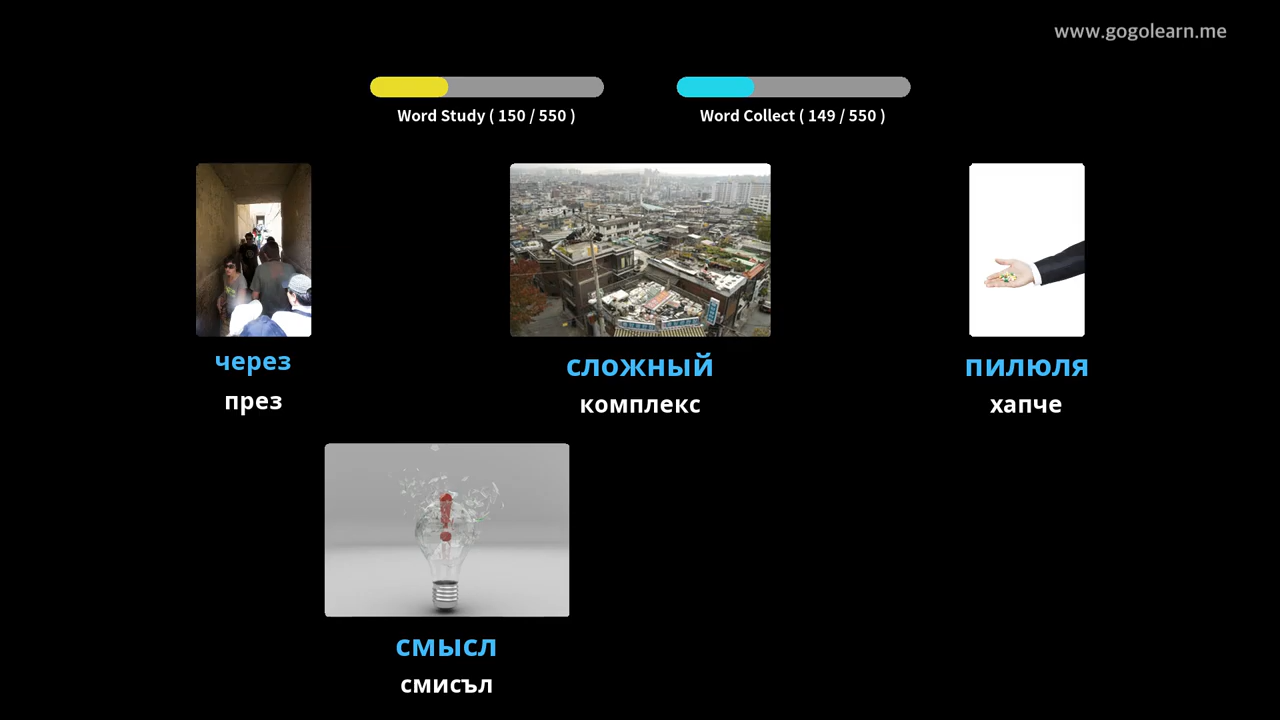 www.gogolearn.me
Word Study ( 150 / 550 )
Word Collect ( 149 / 550 )
через
през
сложный
комплекс
пилюля
хапче
смысл
смисъл